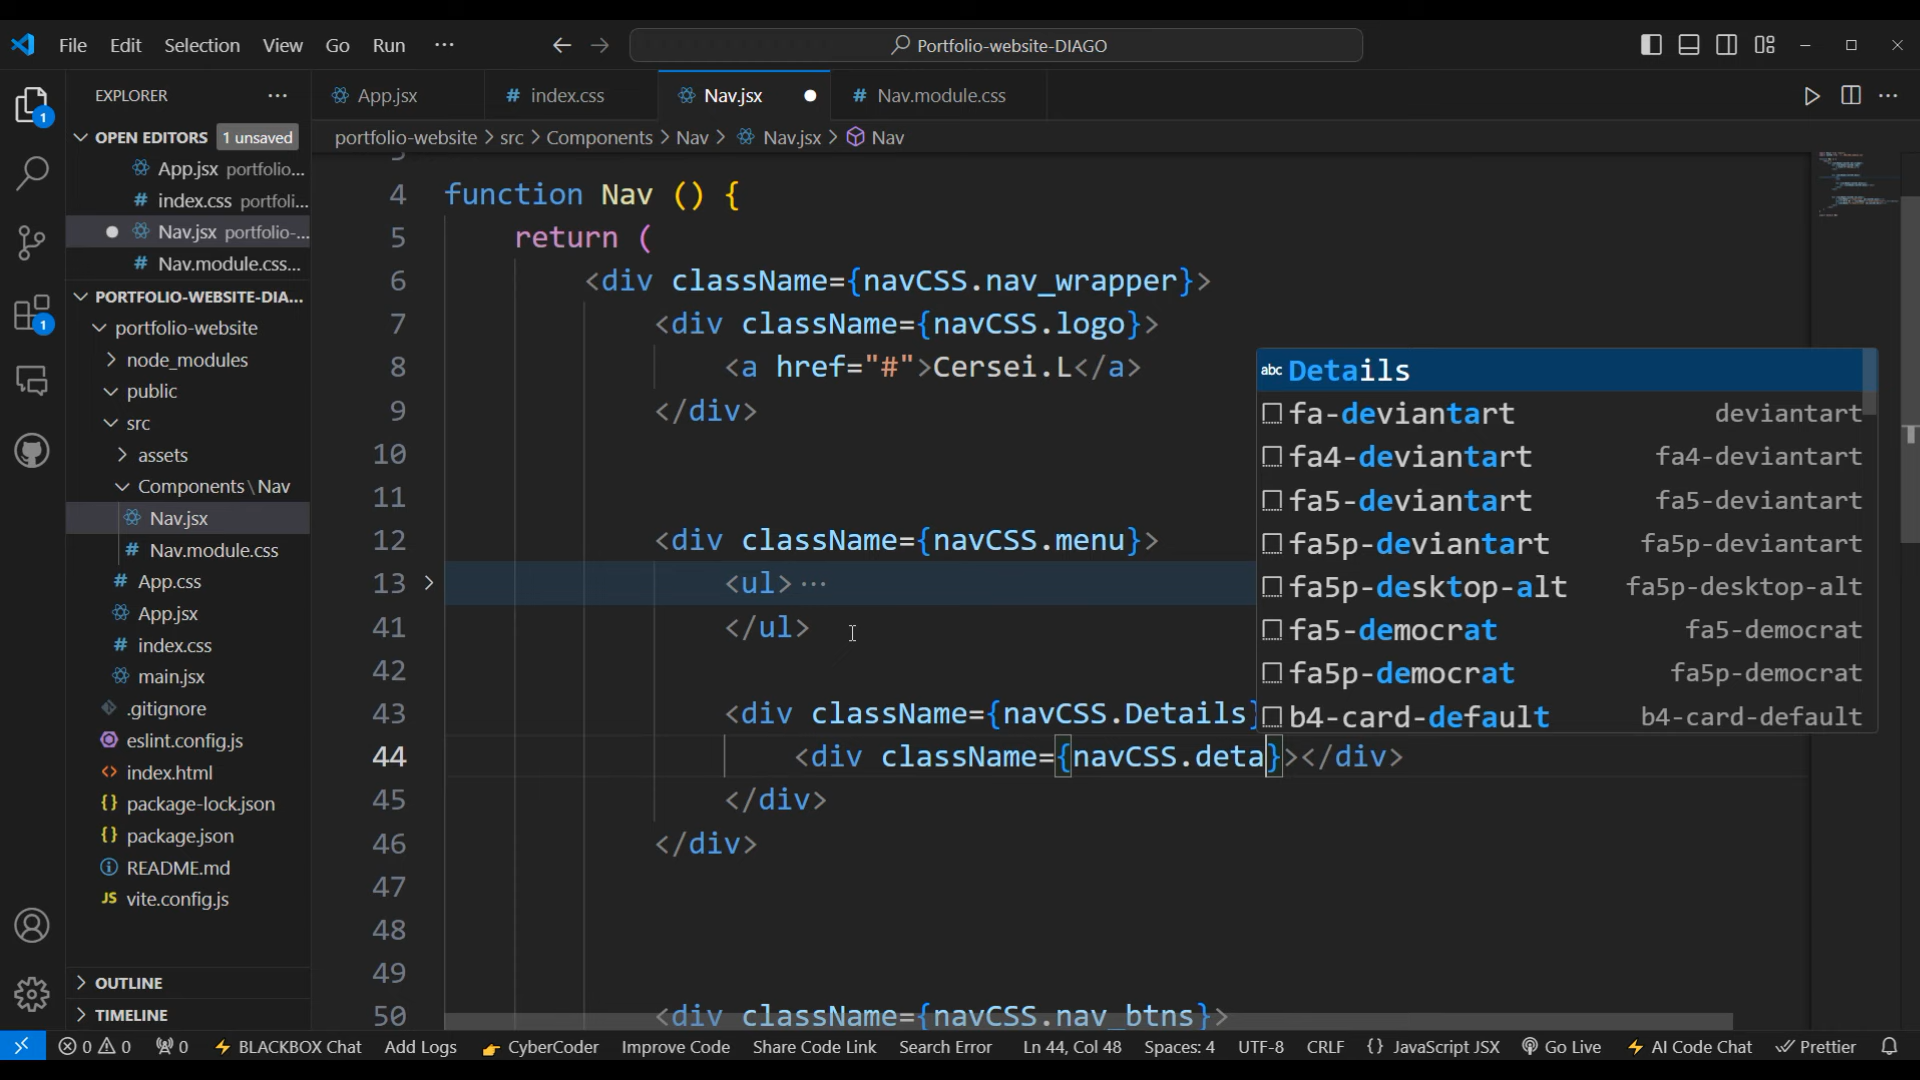 File Edit Selection View Go Run ··· Portfolio-website-DIAGO
EXPLORER ···
OPEN EDITORS 1 unsaved
App.jsx portfolio...
# index.css portfoli...
Nav.jsx portfolio-...
# Nav.module.css...
PORTFOLIO-WEBSITE-DIA...
portfolio-website
node_modules
public
src
assets
Components\Nav
Nav.jsx
# Nav.module.css
# App.css
App.jsx
# index.css
main.jsx
.gitignore
eslint.config.js
<> index.html
{} package-lock.json
{} package.json
README.md
JS vite.config.js
OUTLINE
TIMELINE
1
1
App.jsx # index.css Nav.jsx # Nav.module.css
portfolio-website > src > Components > Nav > Nav.jsx > Nav
4 function Nav () {
5 return (
6 <div className={navCSS.nav_wrapper}>
7 <div className={navCSS.logo}>
8 <a href="#">Cersei.L</a>
9 </div>
10
11
12 <div className={navCSS.menu}>
13 <ul>···
41 </ul>
42
43 <div className={navCSS.Details}
44 <div className={navCSS.deta}></div>
45 </div>
46 </div>
47
48
49
50 <div className={navCSS.nav_btns}>
abc Details
fa-deviantart deviantart
fa4-deviantart fa4-deviantart
fa5-deviantart fa5-deviantart
fa5p-deviantart fa5p-deviantart
fa5p-desktop-alt fa5p-desktop-alt
fa5-democrat fa5-democrat
fa5p-democrat fa5p-democrat
b4-card-default b4-card-default
0 0 0 BLACKBOX Chat Add Logs CyberCoder Improve Code Share Code Link Search Error Ln 44, Col 48 Spaces: 4 UTF-8 CRLF {} JavaScript JSX Go Live AI Code Chat Prettier